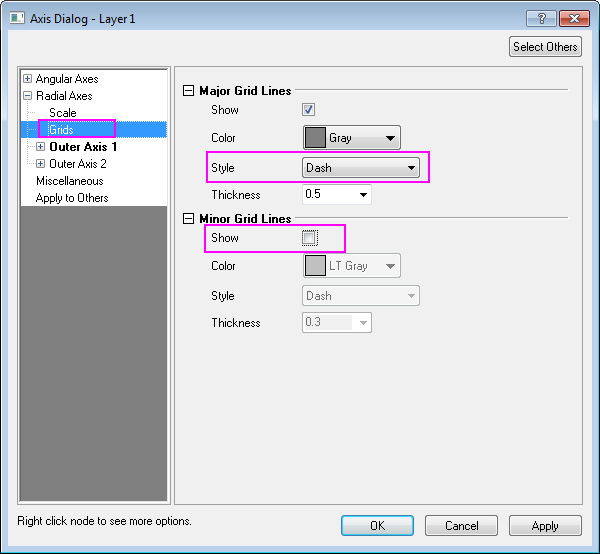 Axis Dialog - Layer1
?
Select Others
Angular Axes
Radial Axes
Scale
Grids
Outer Axis 1
Outer Axis 2
Miscellaneous
Apply to Others
Major Grid Lines
Show
Color Gray
Style Dash
Thickness 0.5
Minor Grid Lines
Show
Color LT Gray
Style Dash
Thickness 0.3
Right click node to see more options.
OK Cancel Apply